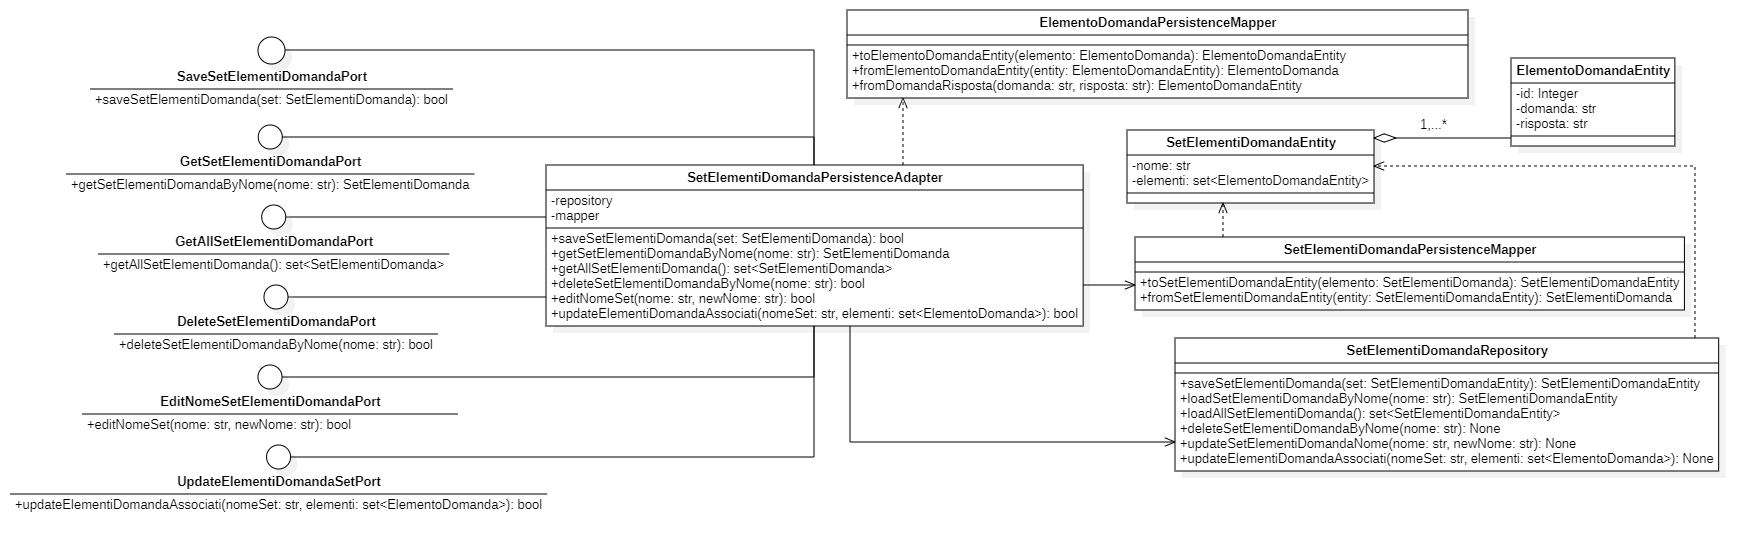 SaveSetElementiDomandaPort
+saveSetElementiDomanda(set: SetElementiDomanda): bool
GetSetElementiDomandaPort
+getSetElementiDomandaByNome(nome: str): SetElementiDomanda
GetAllSetElementiDomandaPort
+getAllSetElementiDomanda(): set<SetElementiDomanda>
DeleteSetElementiDomandaPort
+deleteSetElementiDomandaByNome(nome: str): bool
EditNomeSetElementiDomandaPort
+editNomeSet(nome: str, newNome: str): bool
UpdateElementiDomandaSetPort
+updateElementiDomandaAssociati(nomeSet: str, elementi: set<ElementoDomanda>): bool
SetElementiDomandaPersistenceAdapter
-repository
-mapper
+saveSetElementiDomanda(set: SetElementiDomanda): bool
+getSetElementiDomandaByNome(nome: str): SetElementiDomanda
+getAllSetElementiDomanda(): set<SetElementiDomanda>
+deleteSetElementiDomandaByNome(nome: str): bool
+editNomeSet(nome: str, newNome: str): bool
+updateElementiDomandaAssociati(nomeSet: str, elementi: set<ElementoDomanda>): bool
ElementoDomandaPersistenceMapper
+toElementoDomandaEntity(elemento: ElementoDomanda): ElementoDomandaEntity
+fromElementoDomandaEntity(entity: ElementoDomandaEntity): ElementoDomanda
+fromDomandaRisposta(domanda: str, risposta: str): ElementoDomandaEntity
ElementoDomandaEntity
-id: Integer
-domanda: str
-risposta: str
1,...*
SetElementiDomandaEntity
-nome: str
-elementi: set<ElementoDomandaEntity>
SetElementiDomandaPersistenceMapper
+toSetElementiDomandaEntity(elemento: SetElementiDomanda): SetElementiDomandaEntity
+fromSetElementiDomandaEntity(entity: SetElementiDomandaEntity): SetElementiDomanda
SetElementiDomandaRepository
+saveSetElementiDomanda(set: SetElementiDomandaEntity): SetElementiDomandaEntity
+loadSetElementiDomandaByNome(nome: str): SetElementiDomandaEntity
+loadAllSetElementiDomanda(): set<SetElementiDomandaEntity>
+deleteSetElementiDomandaByNome(nome: str): None
+updateSetElementiDomandaNome(nome: str, newNome: str): None
+updateElementiDomandaAssociati(nomeSet: str, elementi: set<ElementoDomanda>): None